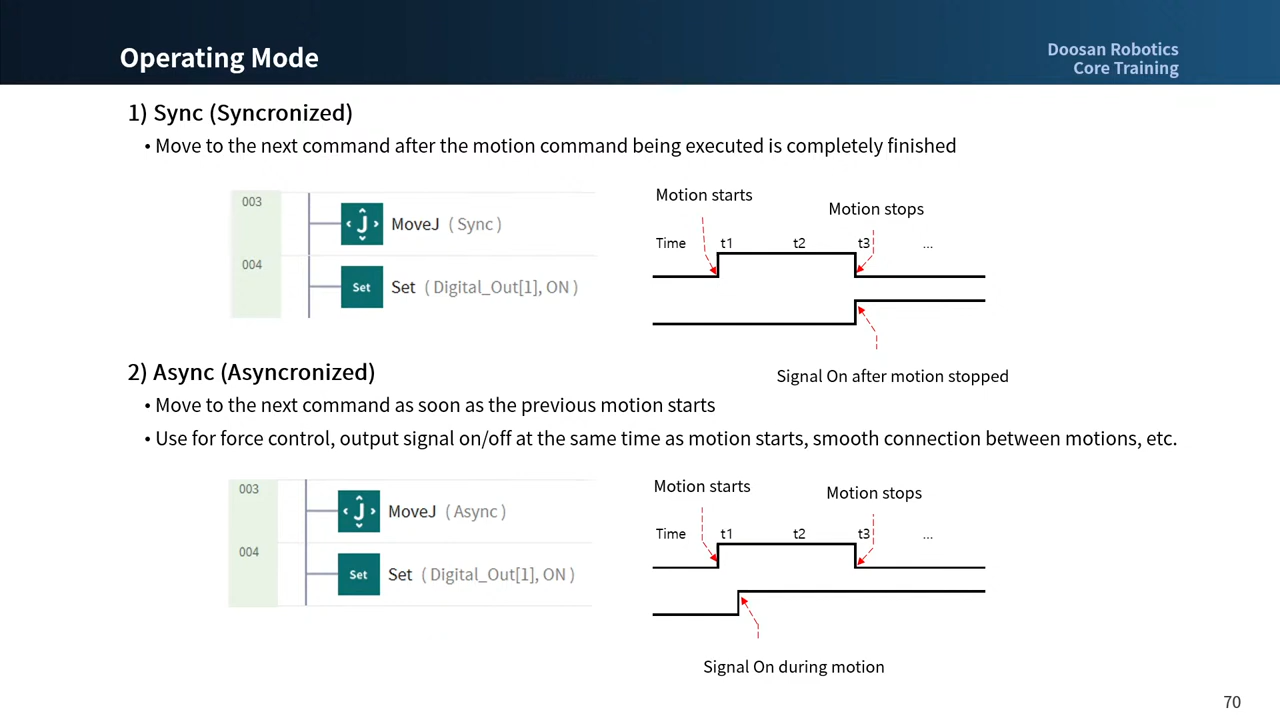 Operating Mode
Doosan Robotics
Core Training
1) Sync (Syncronized)
• Move to the next command after the motion command being executed is completely finished
003
J
MoveJ ( Sync )
004
Set
Set ( Digital_Out[1], ON )
Motion starts
Motion stops
Time t1 t2 t3 ...
Signal On after motion stopped
2) Async (Asyncronized)
• Move to the next command as soon as the previous motion starts
• Use for force control, output signal on/off at the same time as motion starts, smooth connection between motions, etc.
003
J
MoveJ ( Async )
004
Set
Set ( Digital_Out[1], ON )
Motion starts
Motion stops
Time t1 t2 t3 ...
Signal On during motion
70